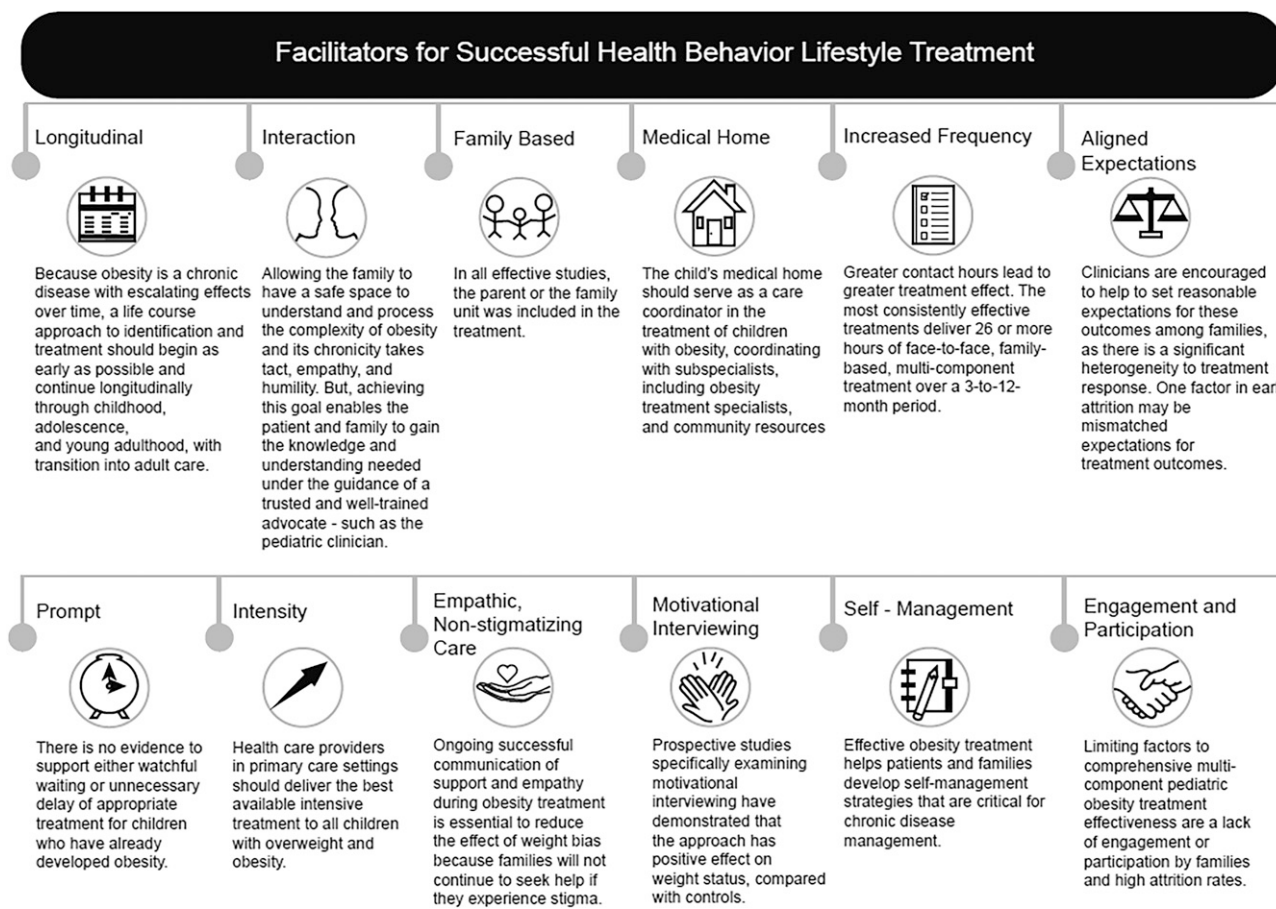 Facilitators for Successful Health Behavior Lifestyle Treatment
Longitudinal
Because obesity is a chronic
disease with escalating effects
over time, a life course
approach to identification and
treatment should begin as
early as possible and
continue longitudinally
through childhood,
adolescence,
and young adulthood, with
transition into adult care.
Interaction
Allowing the family to
have a safe space to
understand and process
the complexity of obesity
and its chronicity takes
tact, empathy, and
humility. But, achieving
this goal enables the
patient and family to gain
the knowledge and
understanding needed
under the guidance of a
trusted and well-trained
advocate - such as the
pediatric clinician.
Family Based
In all effective studies,
the parent or the family
unit was included in the
treatment.
Medical Home
The child's medical home
should serve as a care
coordinator in the
treatment of children
with obesity, coordinating
with subspecialists,
including obesity
treatment specialists,
and community resources
Increased Frequency
Greater contact hours lead to
greater treatment effect. The
most consistently effective
treatments deliver 26 or more
hours of face-to-face, family-
based, multi-component
treatment over a 3-to-12-
month period.
Aligned
Expectations
Clinicians are encouraged
to help to set reasonable
expectations for these
outcomes among families,
as there is a significant
heterogeneity to treatment
response. One factor in earl
attrition may be
mismatched
expectations for
treatment outcomes.
Prompt
There is no evidence to
support either watchful
waiting or unnecessary
delay of appropriate
treatment for children
who have already
developed obesity.
Intensity
Health care providers
in primary care settings
should deliver the best
available intensive
treatment to all children
with overweight and
obesity.
Empathic,
Non-stigmatizing
Care
Ongoing successful
communication of
support and empathy
during obesity treatment
is essential to reduce
the effect of weight bias
because families will not
continue to seek help if
they experience stigma.
Motivational
Interviewing
Prospective studies
specifically examining
motivational
interviewing have
demonstrated that
the approach has
positive effect on
weight status, compared
with controls.
Self - Management
Effective obesity treatment
helps patients and families
develop self-management
strategies that are critical for
chronic disease
management.
Engagement and
Participation
Limiting factors to
comprehensive multi-
component pediatric
obesity treatment
effectiveness are a lack
of engagement or
participation by families
and high attrition rates.